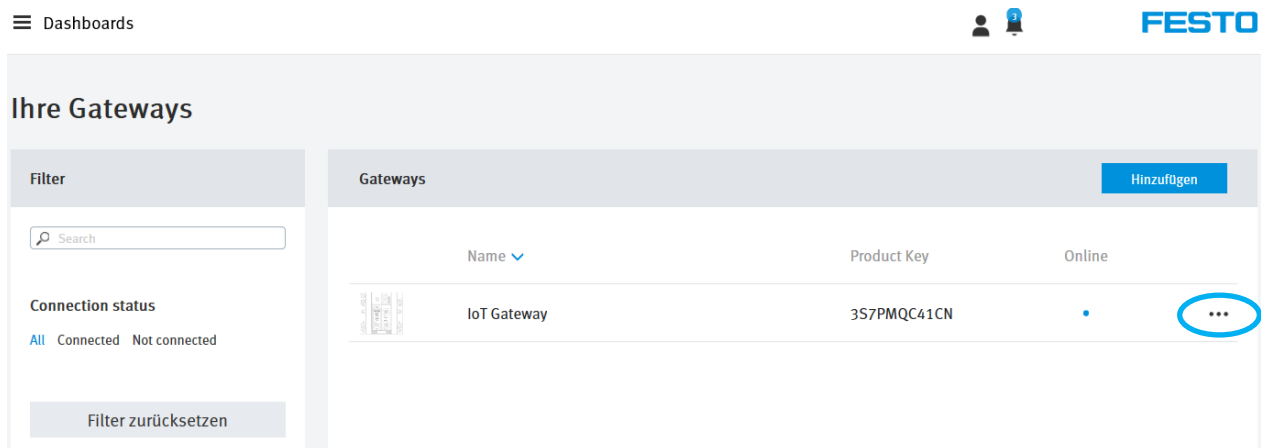 Dashboards
3
FESTO
Ihre Gateways
Filter
Search
Connection status
All Connected Not connected
Filter zurücksetzen
Gateways
Hinzufügen
Name Product Key Online
IoT Gateway 3S7PMQC41CN